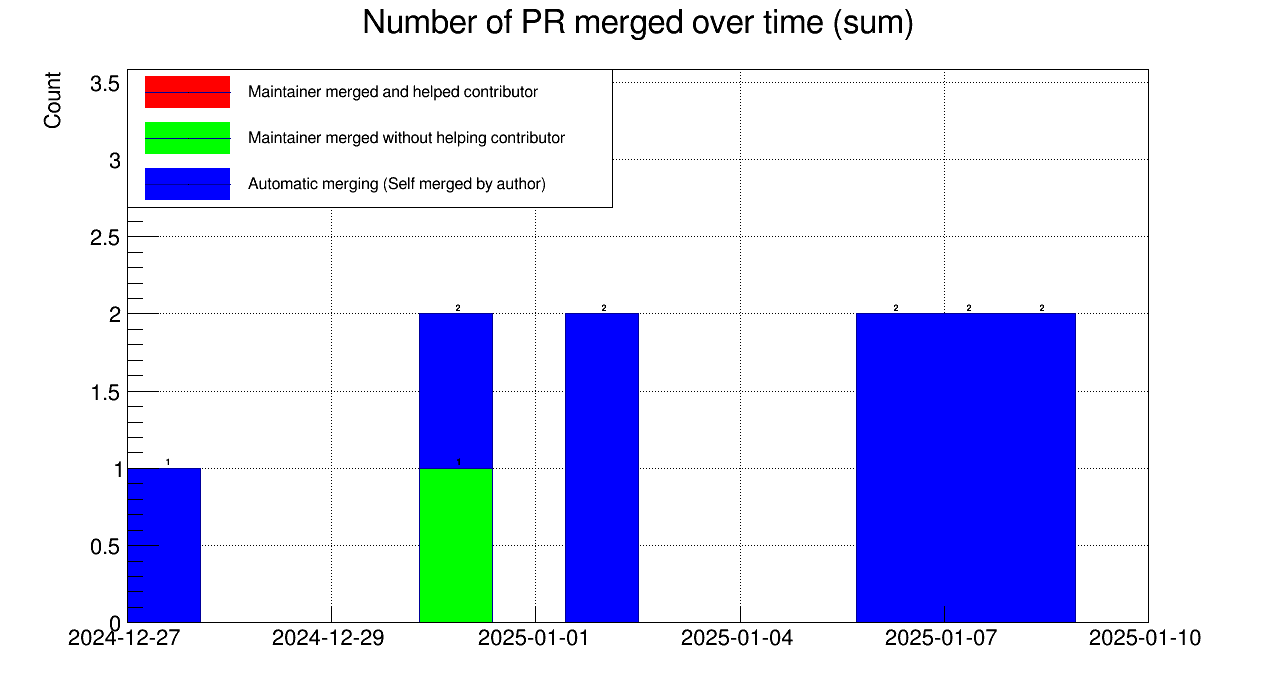 Number of PR merged over time (sum)
Count
3.5
Maintainer merged and helped contributor
Maintainer merged without helping contributor
3
Automatic merging (Self merged by author)
2.5
2
2 2 2 2 2
1.5
1
1 1
0.5
0
2024-12-27 2024-12-29 2025-01-01 2025-01-04 2025-01-07 2025-01-10